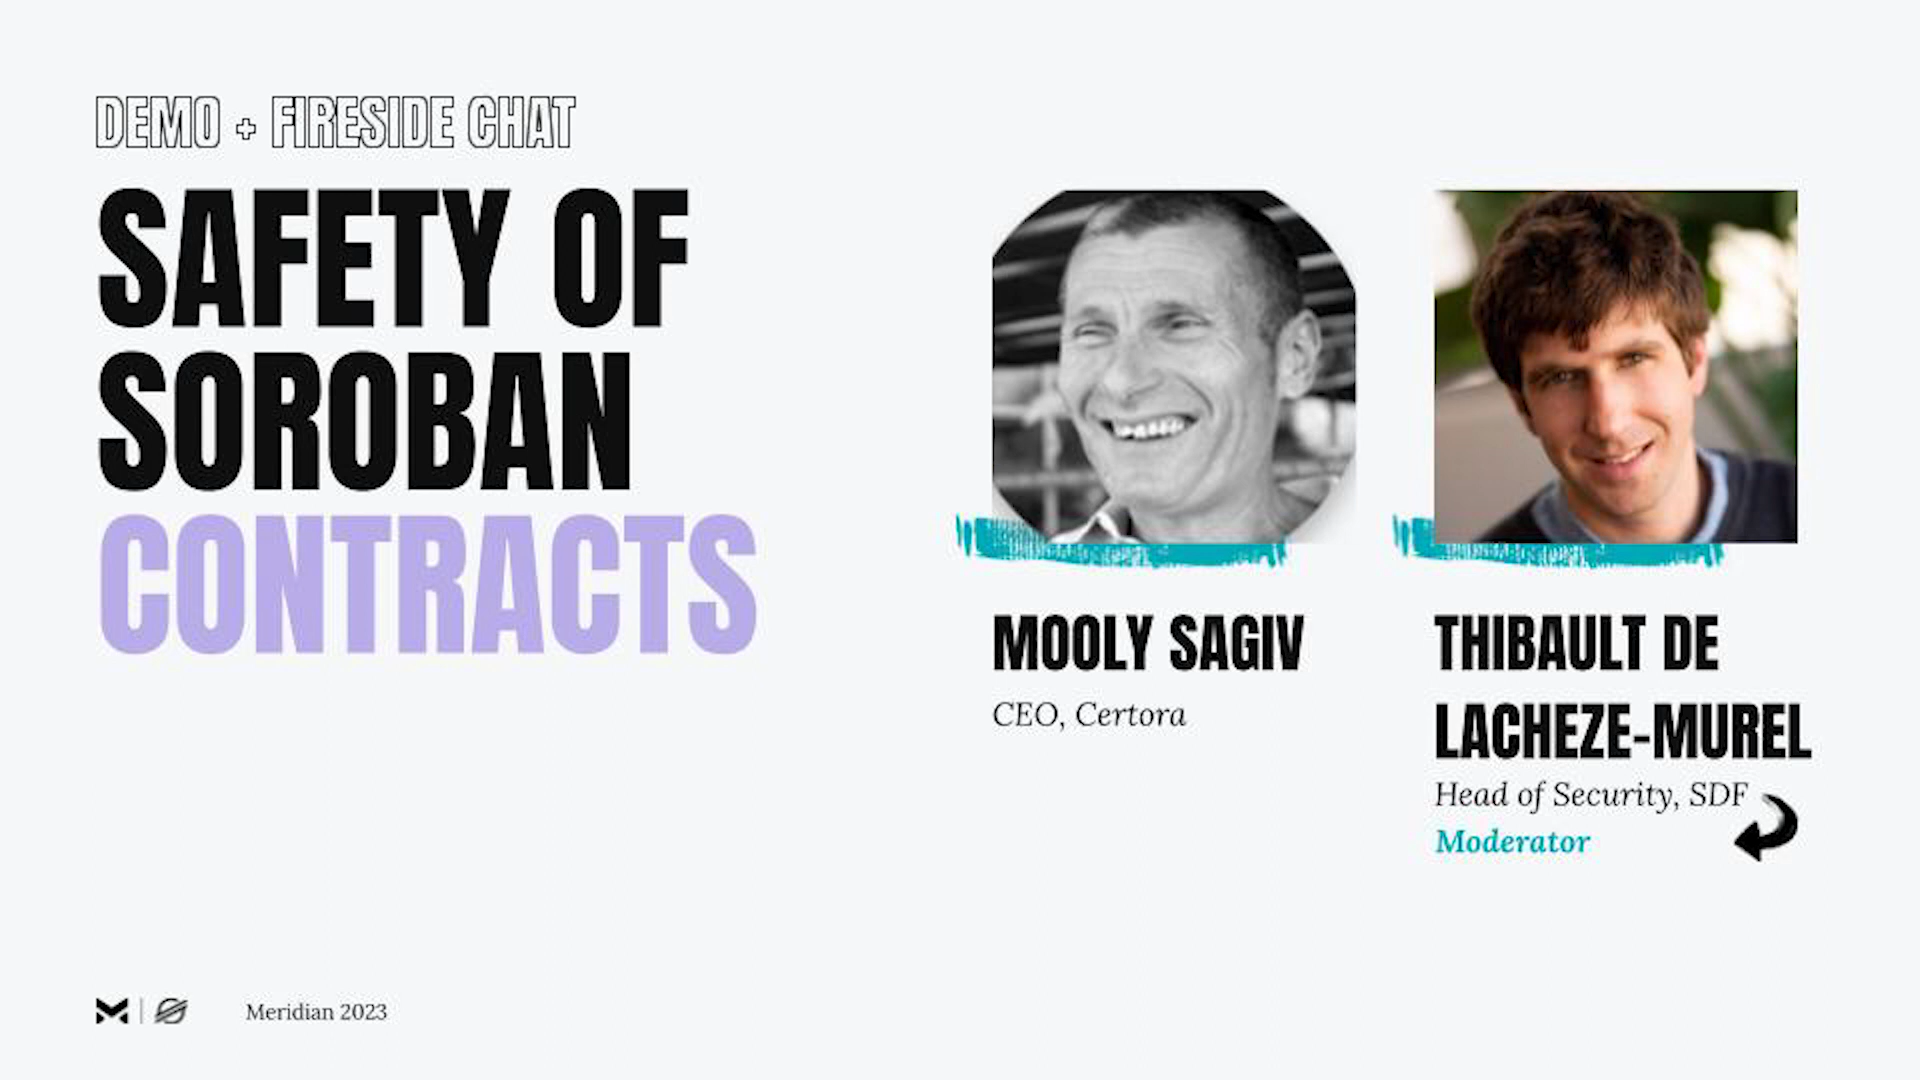 DEMO + FIRESIDE CHAT
SAFETY OF
SOROBAN
CONTRACTS
MOOLY SAGIV
CEO, Certora
THIBAULT DE
LACHEZE-MUREL
Head of Security, SDF
Moderator
Meridian 2023